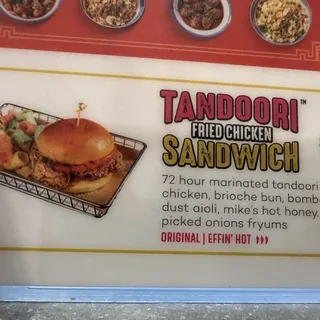 TANDOORI™
FRIED CHICKEN
SANDWICH
72 hour marinated tandoori
chicken, brioche bun, bomb
dust aioli, mike's hot honey.
picked onions fryums
ORIGINAL | EFFIN' HOT